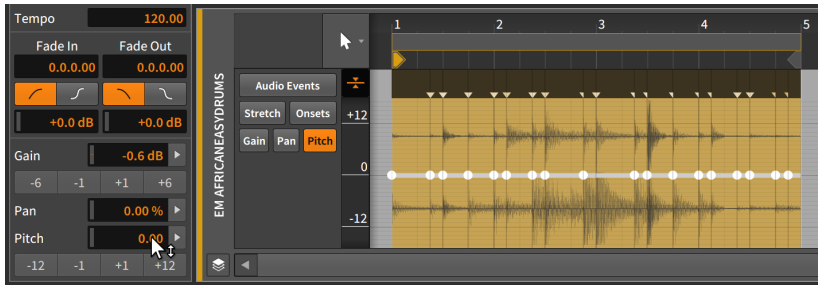 Tempo 120.00
Fade In Fade Out
0.0.0.00 0.0.0.00
+0.0 dB +0.0 dB
Gain -0.6 dB
-6 -1 +1 +6
Pan 0.00 %
Pitch 0.00
-12 -1 +1 +12
EM AFRICANEASYDRUMS
Audio Events
Stretch Onsets
Gain Pan Pitch
+12
0
-12
1 2 3 4 5